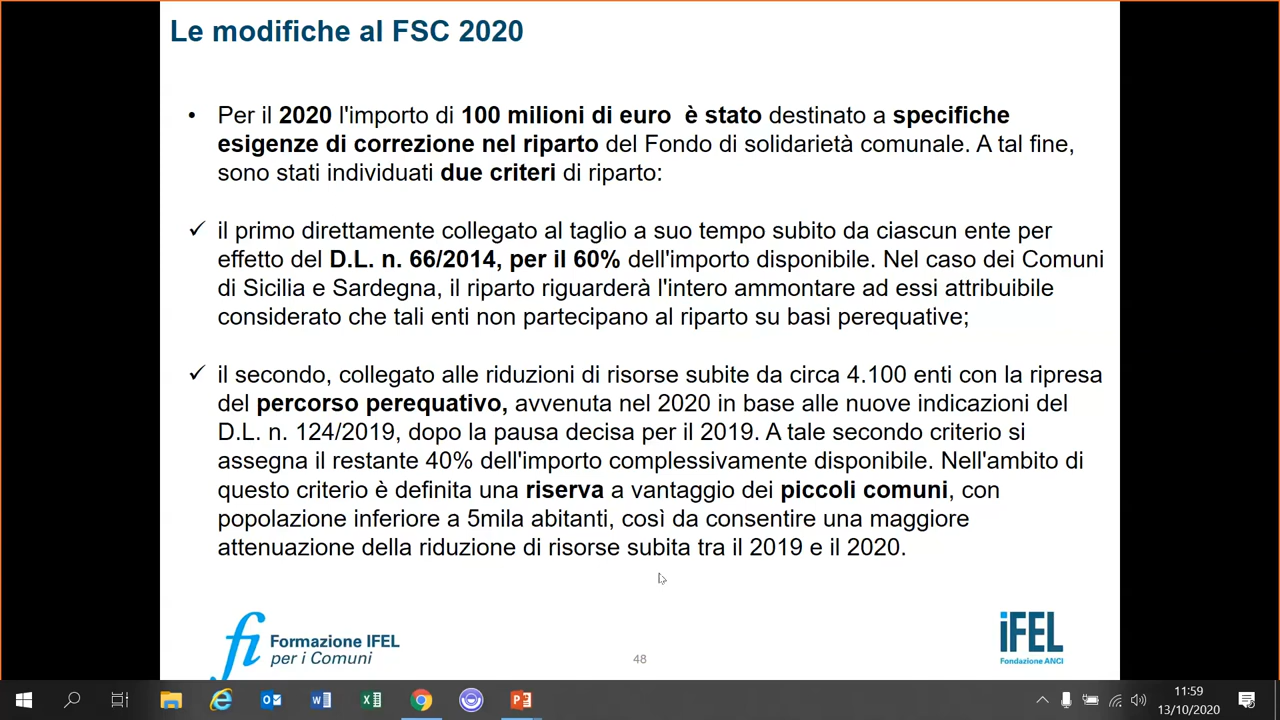 Le modifiche al FSC 2020
• Per il 2020 l'importo di 100 milioni di euro è stato destinato a specifiche
esigenze di correzione nel riparto del Fondo di solidarietà comunale. A tal fine,
sono stati individuati due criteri di riparto:
✓ il primo direttamente collegato al taglio a suo tempo subito da ciascun ente per
effetto del D.L. n. 66/2014, per il 60% dell'importo disponibile. Nel caso dei Comuni
di Sicilia e Sardegna, il riparto riguarderà l'intero ammontare ad essi attribuibile
considerato che tali enti non partecipano al riparto su basi perequative;
✓ il secondo, collegato alle riduzioni di risorse subite da circa 4.100 enti con la ripresa
del percorso perequativo, avvenuta nel 2020 in base alle nuove indicazioni del
D.L. n. 124/2019, dopo la pausa decisa per il 2019. A tale secondo criterio si
assegna il restante 40% dell'importo complessivamente disponibile. Nell'ambito di
questo criterio è definita una riserva a vantaggio dei piccoli comuni, con
popolazione inferiore a 5mila abitanti, così da consentire una maggiore
attenuazione della riduzione di risorse subita tra il 2019 e il 2020.
fi
Formazione IFEL
per i Comuni
48
iFEL
Fondazione ANCI
11:59
13/10/2020